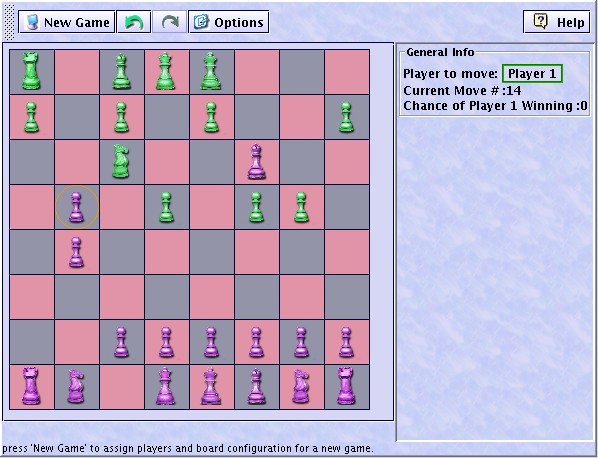 New Game Options Help
General Info
Player to move: Player 1
Current Move # :14
Chance of Player 1 Winning :0
press 'New Game' to assign players and board configuration for a new game.